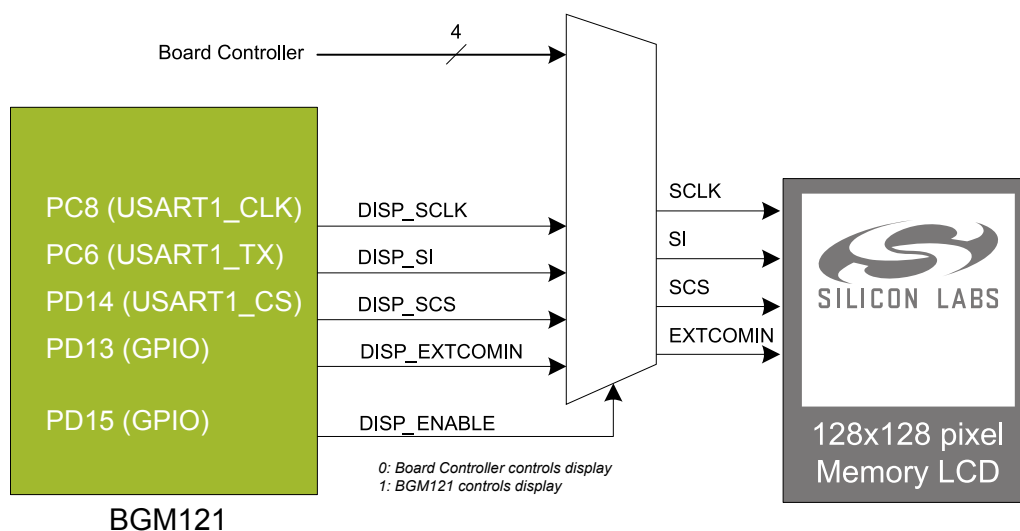 4
Board Controller
PC8 (USART1_CLK)
DISP_SCLK
SCLK
PC6 (USART1_TX)
DISP_SI
SI
PD14 (USART1_CS)
DISP_SCS
SCS
SILICON LABS
PD13 (GPIO)
DISP_EXTCOMIN
EXTCOMIN
PD15 (GPIO)
DISP_ENABLE
0: Board Controller controls display
1: BGM121 controls display
128x128 pixel
Memory LCD
BGM121